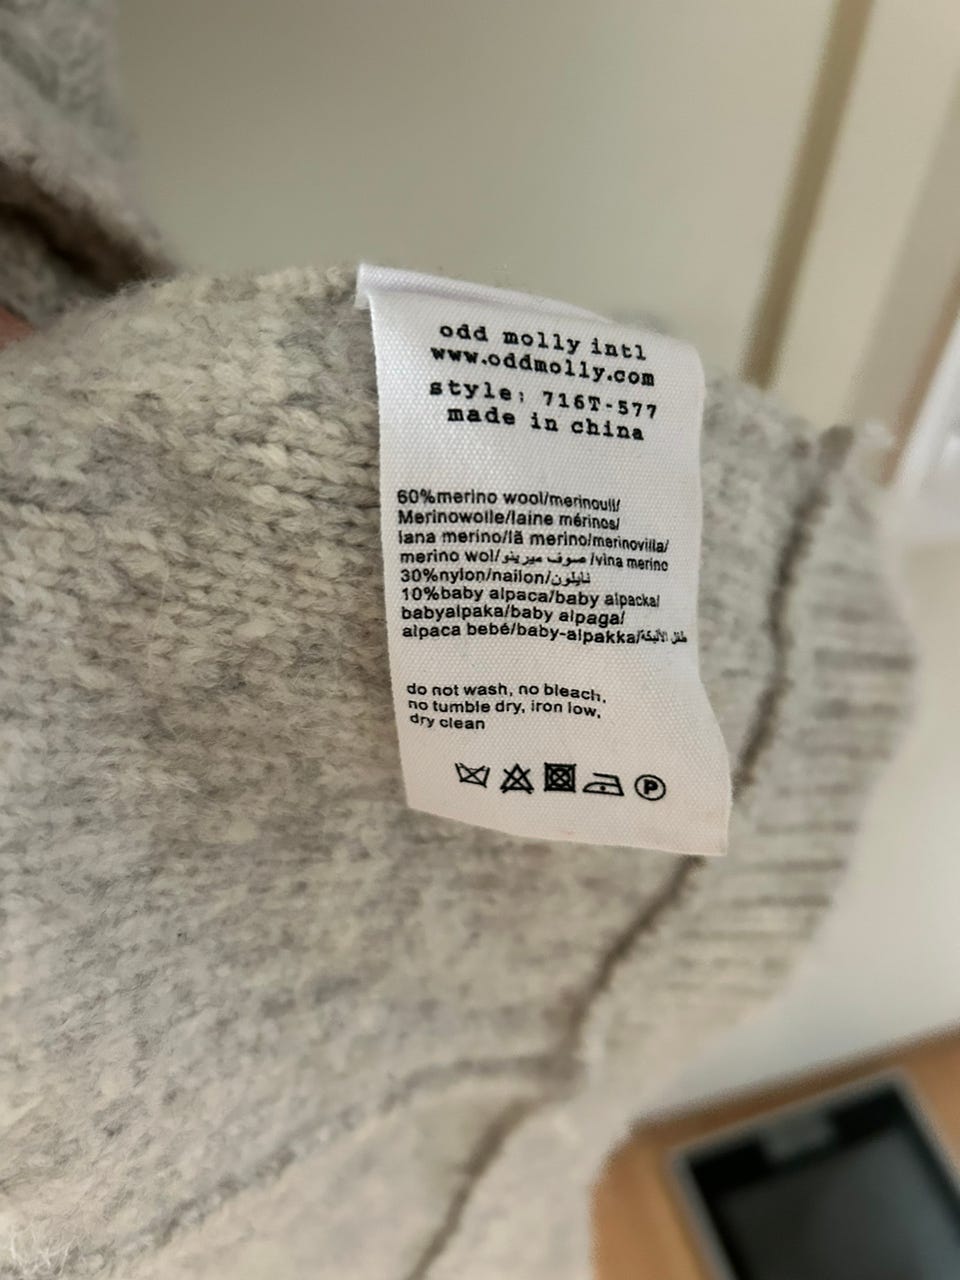 odd molly intl
www.oddmolly.com
style: 716T-577
made in china
60%merino wool/merinoull/
Merinowolle/laine mérinos/
lana merino/lã merino/merinovilla/
merino wol/صوف ميرينو/vina merino
30%nylon/nailon/نايلون
10%baby alpaca/baby alpacka/
babyalpaka/baby alpaga/
alpaca bebé/baby-alpakka/طفل الألبكة
do not wash, no bleach,
no tumble dry, iron low,
dry clean
P